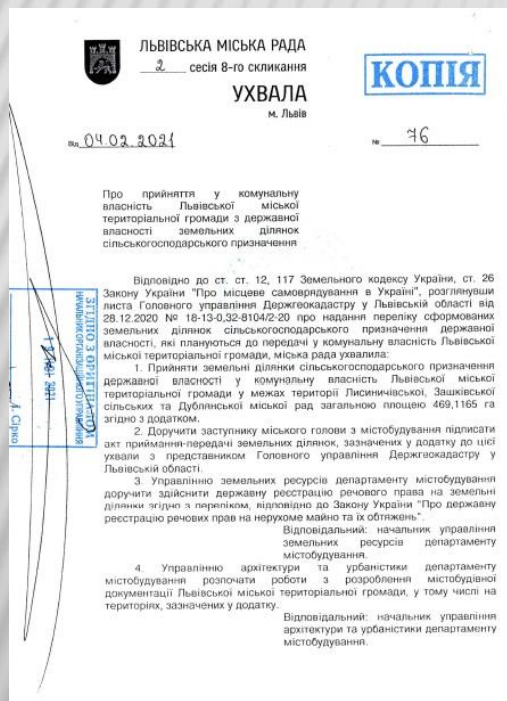 ЛЬВІВСЬКА МІСЬКА РАДА
2 сесія 8-го скликання
УХВАЛА
м. Львів
КОПІЯ
Від 04.02.2021
№ 76
Про прийняття у комунальну
власність Львівської міської
територіальної громади з державної
власності земельних ділянок
сільськогосподарського призначення
Відповідно до ст. ст. 12, 117 Земельного кодексу України, ст. 26
Закону України "Про місцеве самоврядування в Україні", розглянувши
листа Головного управління Держгеокадастру у Львівській області від
28.12.2020 № 18-13-0,32-8104/2-20 про надання переліку сформованих
земельних ділянок сільськогосподарського призначення державної
власності, які плануються до передачі у комунальну власність Львівської
міської територіальної громади, міська рада ухвалила:
1. Прийняти земельні ділянки сільськогосподарського призначення
державної власності у комунальну власність Львівської міської
територіальної громади у межах території Лисиничівської, Зашківської
сільських та Дублянської міської рад загальною площею 469,1165 га
згідно з додатком.
2. Доручити заступнику міського голови з містобудування підписати
акт приймання-передачі земельних ділянок, зазначених у додатку до цієї
ухвали з представником Головного управління Держгеокадастру у
Львівській області.
3. Управлінню земельних ресурсів департаменту містобудування
доручити здійснити державну реєстрацію речового права на земельні
ділянки згідно з переліком, відповідно до Закону України "Про державну
реєстрацію речових прав на нерухоме майно та їх обтяжень".
Відповідальний: начальник управління
земельних ресурсів департаменту
містобудування.
4. Управлінню архітектури та урбаністики департаменту
містобудування розпочати роботи з розроблення містобудівної
документації Львівської міської територіальної громади, у тому числі на
територіях, зазначених у додатку.
Відповідальний: начальник управління
архітектури та урбаністики департаменту
містобудування.
ЗГІДНО З ОРИГІНАЛОМ
НАЧАЛЬНИК ОРГАНІЗАЦІЙНОГО УПРАВЛІННЯ
2021
Сірко